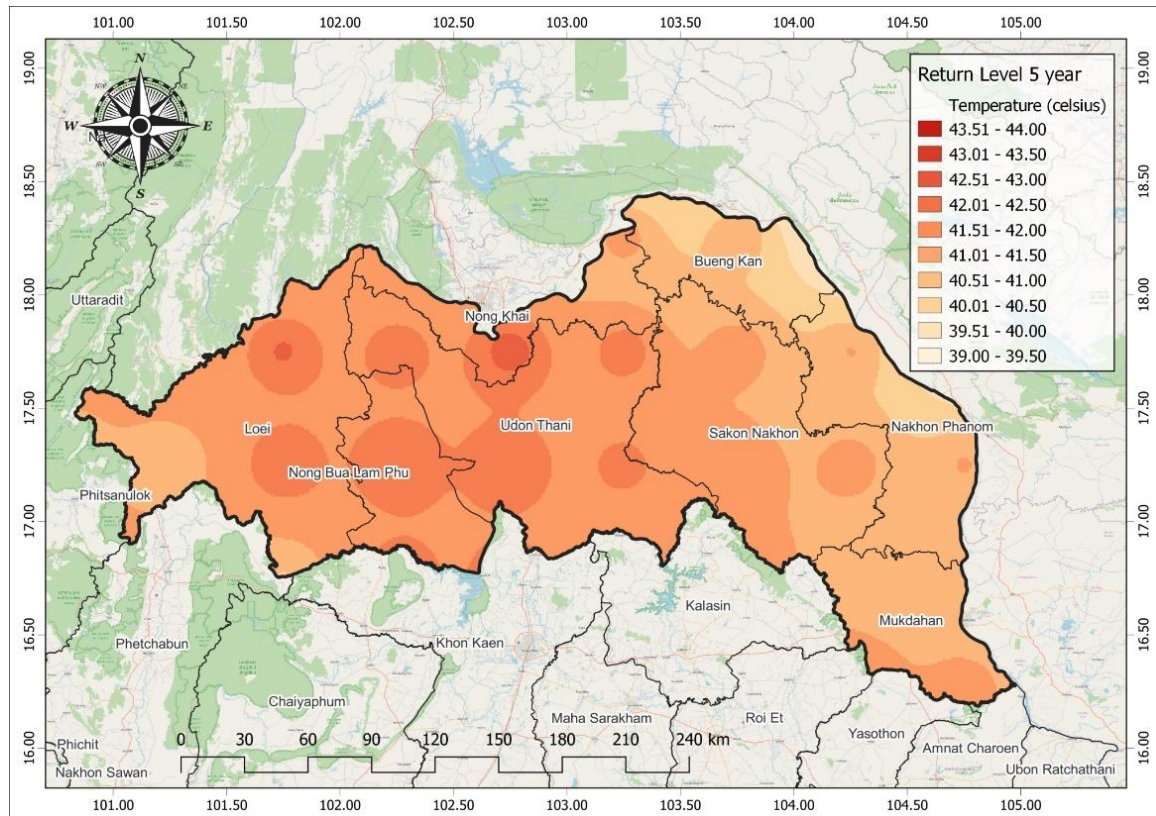 101.00 101.50 102.00 102.50 103.00 103.50 104.00 104.50 105.00
19.00
18.50
18.00
17.50
17.00
16.50
16.00
N
NE
E
S
W
NW
Return Level 5 year
Temperature (celsius)
43.51 - 44.00
43.01 - 43.50
42.51 - 43.00
42.01 - 42.50
41.51 - 42.00
41.01 - 41.50
40.51 - 41.00
40.01 - 40.50
39.51 - 40.00
39.00 - 39.50
19.00
18.50
18.00
17.50
17.00
16.50
16.00
Uttaradit
Bueng Kan
Nong Khai
Loei
Udon Thani
Sakon Nakhon
Nakhon Phanom
Nong Bua Lam Phu
Phitsanulok
Mukdahan
Kalasin
Phetchabun
Khon Kaen
Chaiyaphum
Maha Sarakham
Roi Et
Yasothon
Amnat Charoen
Phichit
Nakhon Sawan
Ubon Ratchathani
0 30 60 90 120 150 180 210 240 km
101.00 101.50 102.00 102.50 103.00 103.50 104.00 104.50 105.00